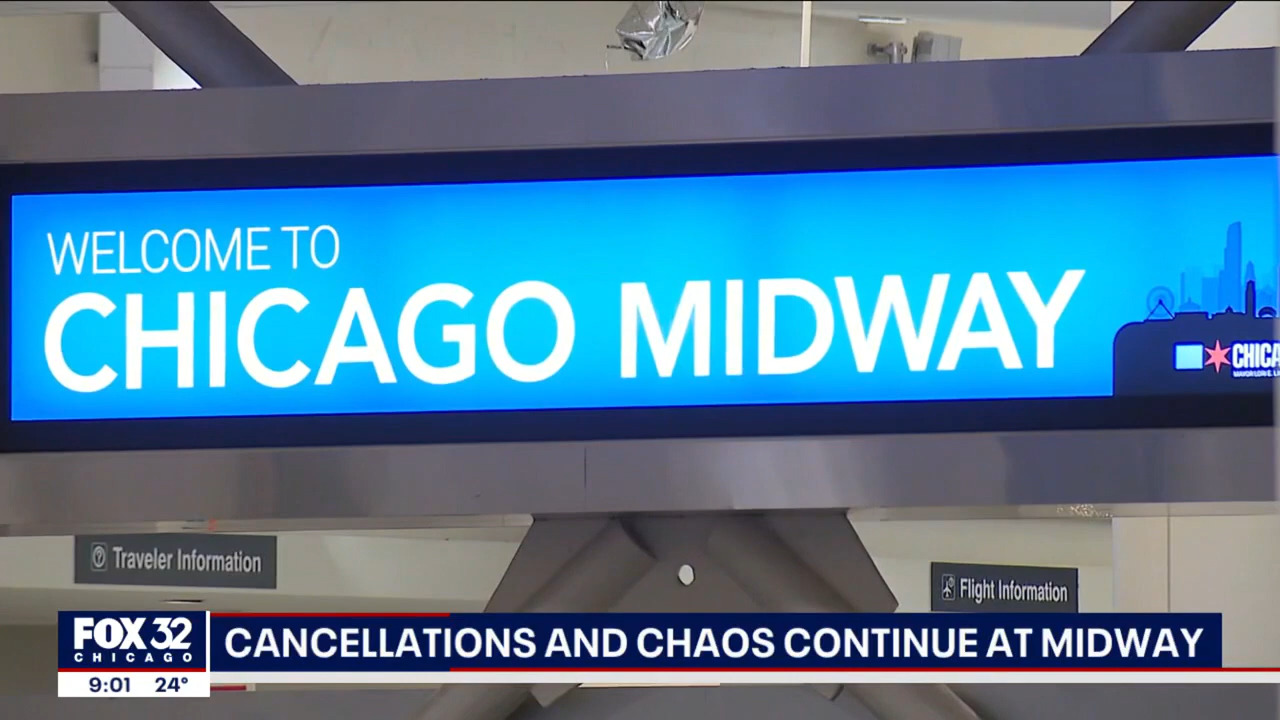 WELCOME TO
CHICAGO MIDWAY
Traveler Information
Flight Information
FOX 32
CHICAGO
CANCELLATIONS AND CHAOS CONTINUE AT MIDWAY
9:01 24°